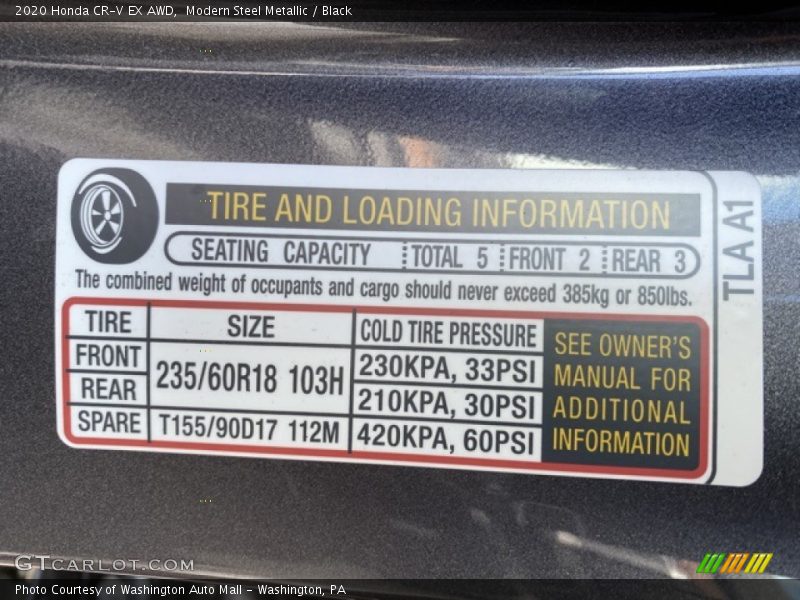 2020 Honda CR-V EX AWD, Modern Steel Metallic / Black
TIRE AND LOADING INFORMATION
SEATING CAPACITY TOTAL 5 FRONT 2 REAR 3
The combined weight of occupants and cargo should never exceed 385kg or 850lbs.
TLA A1
TIRE SIZE COLD TIRE PRESSURE
FRONT 235/60R18 103H 230KPA, 33PSI
REAR 210KPA, 30PSI
SPARE T155/90D17 112M 420KPA, 60PSI
SEE OWNER'S
MANUAL FOR
ADDITIONAL
INFORMATION
GTCARLOT.COM
Photo Courtesy of Washington Auto Mall - Washington, PA